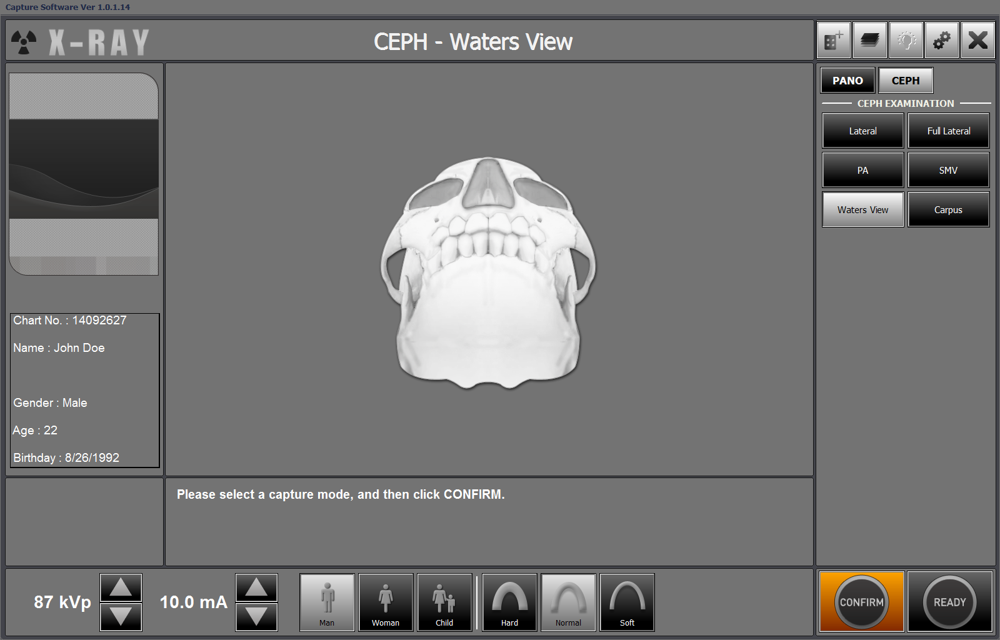 Capture Software Ver 1.0.1.14
X-RAY
CEPH - Waters View
PANO
CEPH
CEPH EXAMINATION
Lateral
Full Lateral
PA
SMV
Waters View
Carpus
Chart No. : 14092627
Name : John Doe
Gender : Male
Age : 22
Birthday : 8/26/1992
Please select a capture mode, and then click CONFIRM.
87 kVp
10.0 mA
Man
Woman
Child
Hard
Normal
Soft
CONFIRM
READY